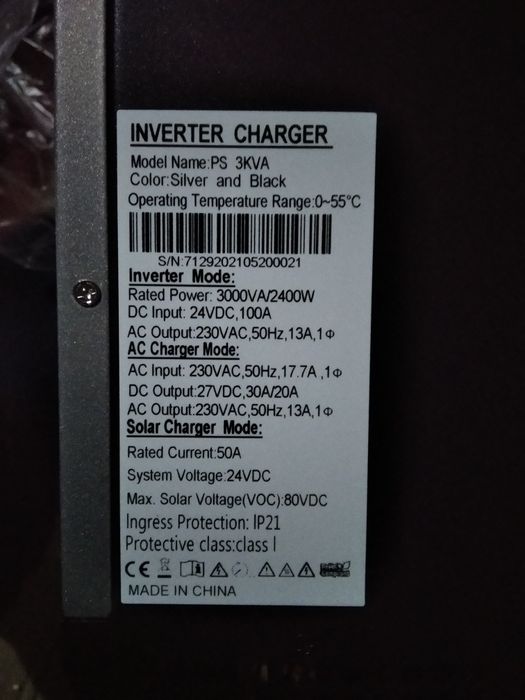 INVERTER CHARGER
Model Name:PS 3KVA
Color:Silver and Black
Operating Temperature Range:0~55°C
S/N:7129202105200021
Inverter Mode:
Rated Power: 3000VA/2400W
DC Input: 24VDC,100A
AC Output:230VAC,50Hz,13A,1Φ
AC Charger Mode:
AC Input: 230VAC,50Hz,17.7A ,1Φ
DC Output:27VDC,30A/20A
AC Output:230VAC,50Hz,13A,1Φ
Solar Charger Mode:
Rated Current:50A
System Voltage:24VDC
Max. Solar Voltage(VOC):80VDC
Ingress Protection: IP21
Protective class:class I
CE
MADE IN CHINA